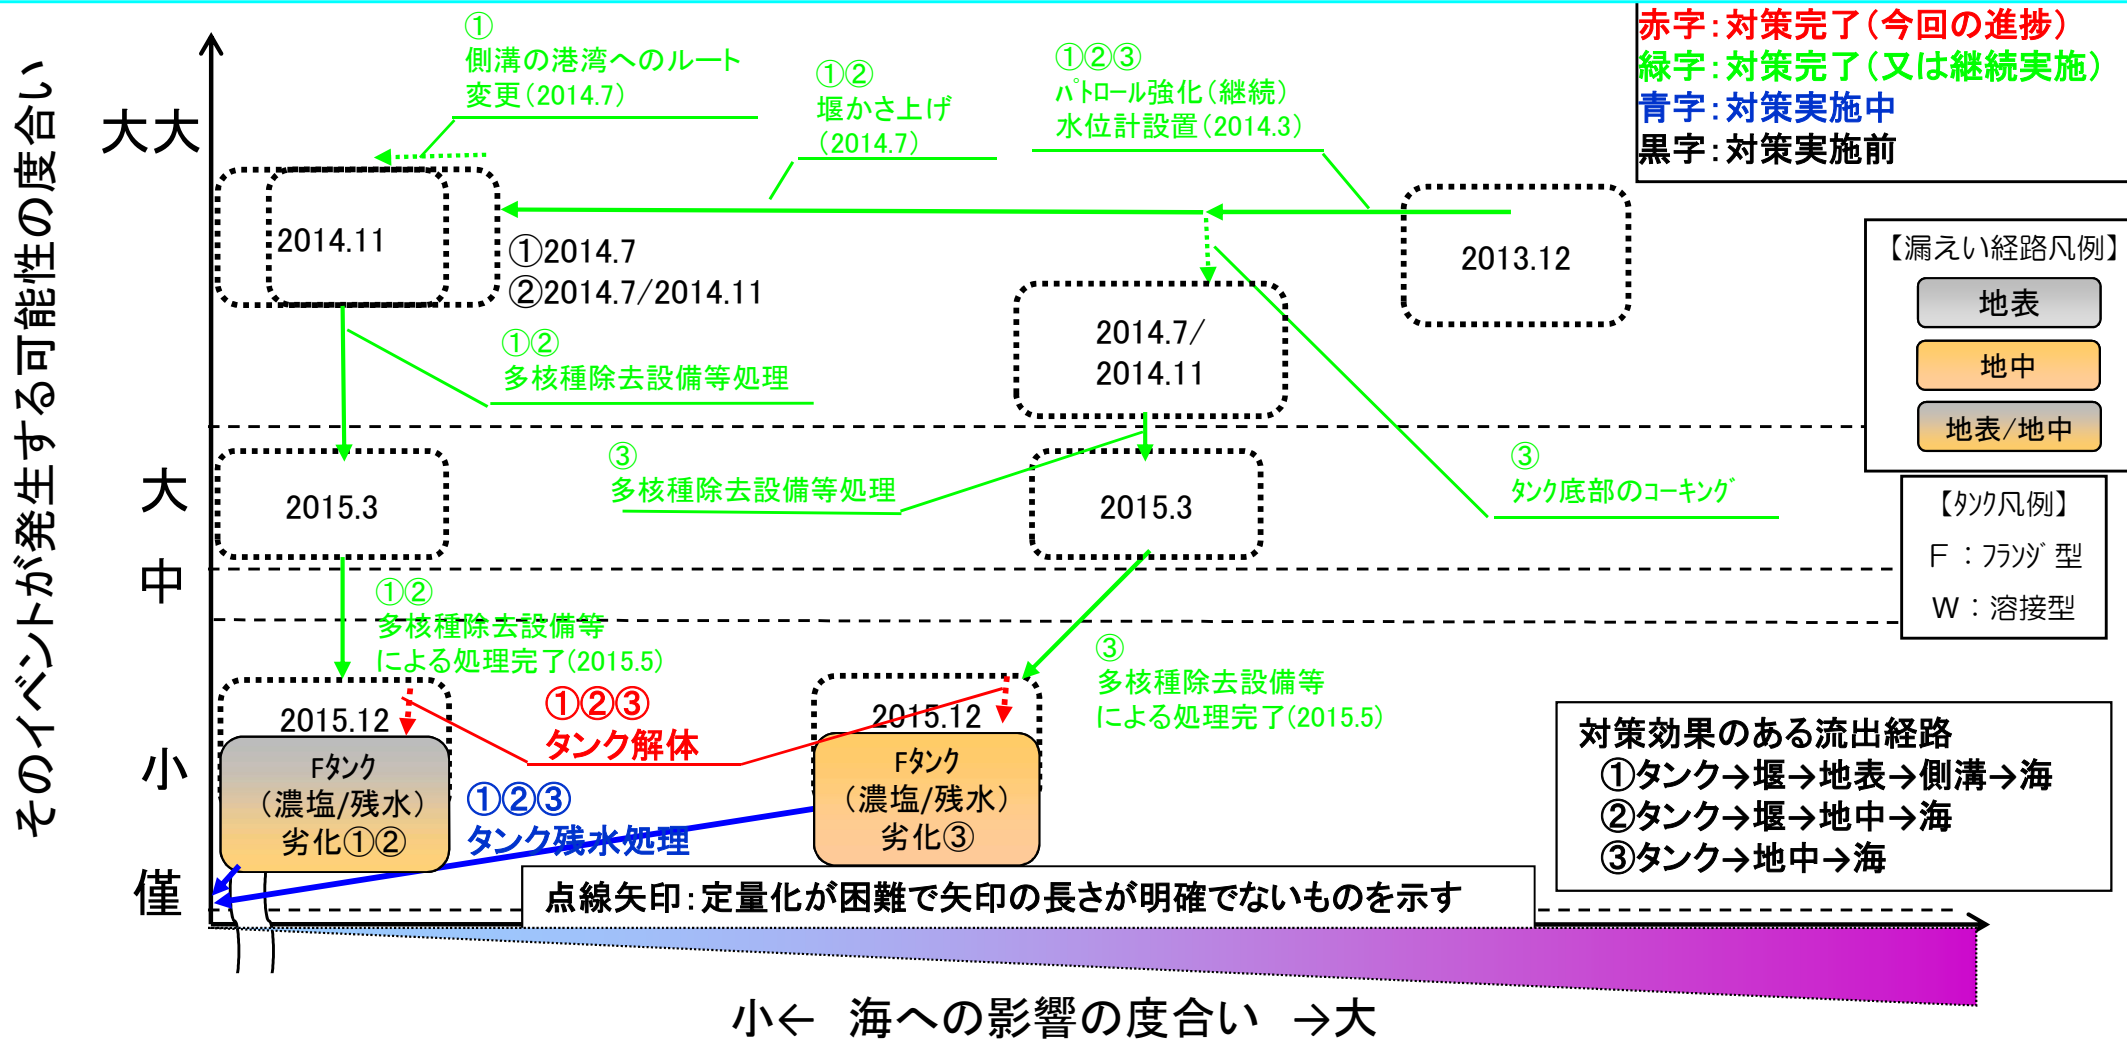 赤字：対策完了（今回の進捗）
緑字：対策完了（又は継続実施）
青字：対策実施中
黒字：対策実施前
そのイベントが発生する可能性の度合い
大大
大
中
小
僅
①
側溝の港湾へのルート
変更（2014.7）
①②
堰かさ上げ
（2014.7）
①②③
ﾊﾟﾄﾛｰﾙ強化（継続）
水位計設置（2014.3）
2014.11
①2014.7
②2014.7/2014.11
2013.12
2014.7/
2014.11
【漏えい経路凡例】
地表
地中
地表/地中
①②
多核種除去設備等処理
③
多核種除去設備等処理
③
ﾀﾝｸ底部のｺｰｷﾝｸﾞ
2015.3
2015.3
【ﾀﾝｸ凡例】
F：ﾌﾗﾝｼﾞ型
W：溶接型
①②
多核種除去設備等
による処理完了(2015.5)
③
多核種除去設備等
による処理完了(2015.5)
2015.12
Fﾀﾝｸ
（濃塩/残水）
劣化①②
①②③
タンク解体
①②③
タンク残水処理
2015.12
Fﾀﾝｸ
（濃塩/残水）
劣化③
対策効果のある流出経路
①タンク→堰→地表→側溝→海
②タンク→堰→地中→海
③タンク→地中→海
点線矢印：定量化が困難で矢印の長さが明確でないものを示す
小← 海への影響の度合い →大